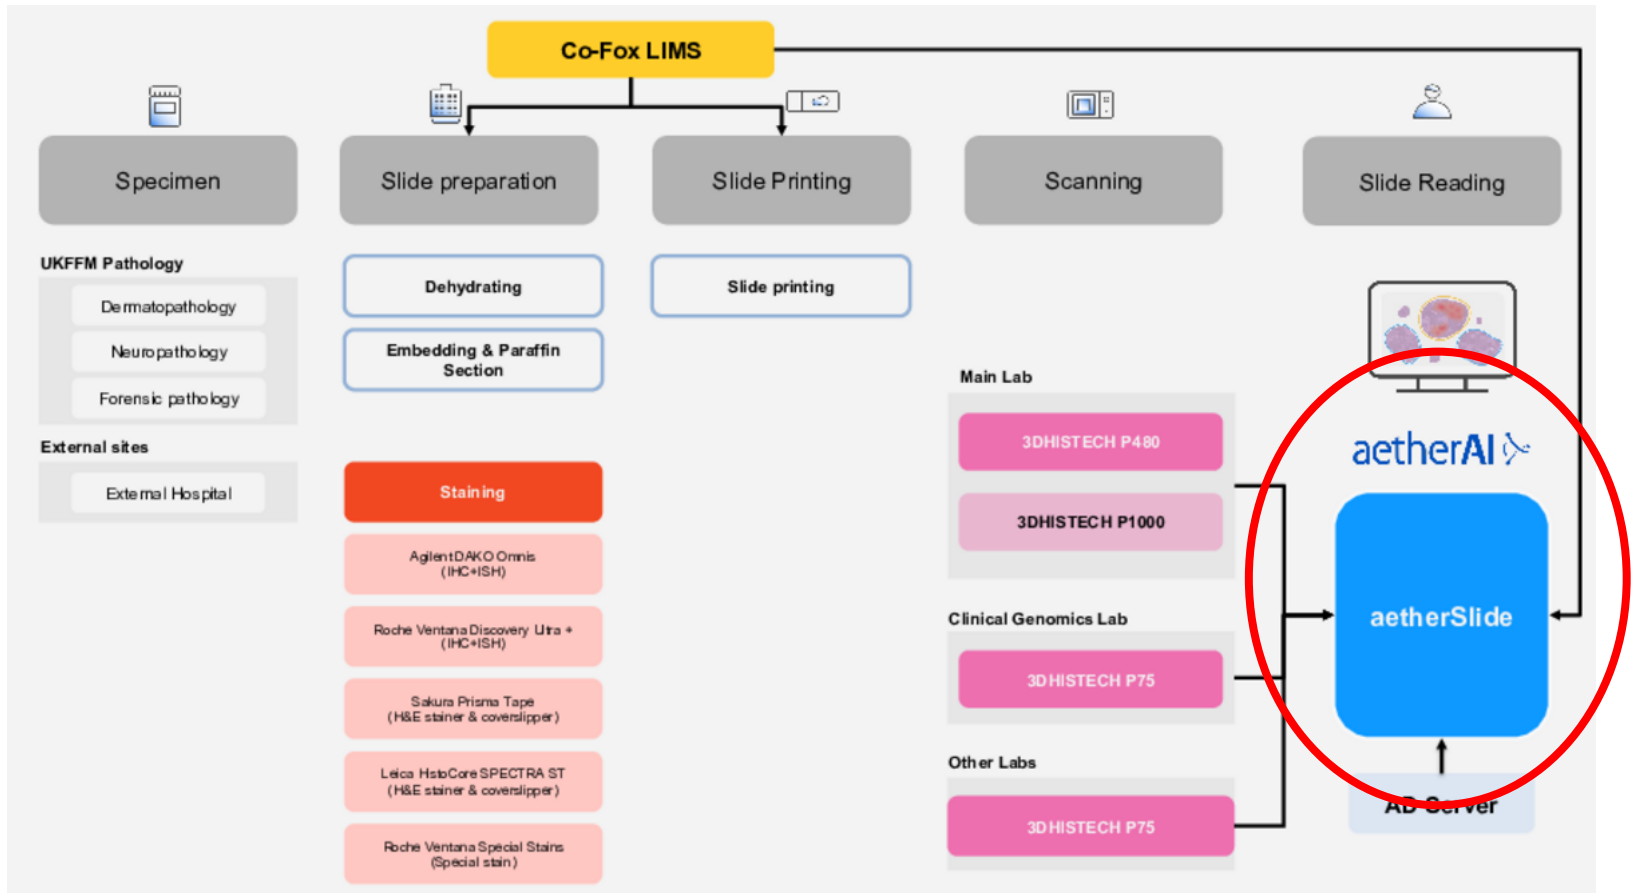 Co-Fox LIMS
Specimen
Slide preparation
Slide Printing
Scanning
Slide Reading
UKFFM Pathology
Dermatopathology
Neuropathology
Forensic pathology
External sites
External Hospital
Dehydrating
Embedding & Paraffin
Section
Staining
Agilent DAKO Omnis
(IHC+ISH)
Roche Ventana Discovery Ultra +
(IHC+ISH)
Sakura Prisma Tape
(H&E stainer & coverslipper)
Leica HstoCore SPECTRA ST
(H&E stainer & coverslipper)
Roche Ventana Special Stains
(Special stain)
Slide printing
Main Lab
3DHISTECH P480
3DHISTECH P1000
Clinical Genomics Lab
3DHISTECH P75
Other Labs
3DHISTECH P75
aetherAI
aetherSlide
AD Server